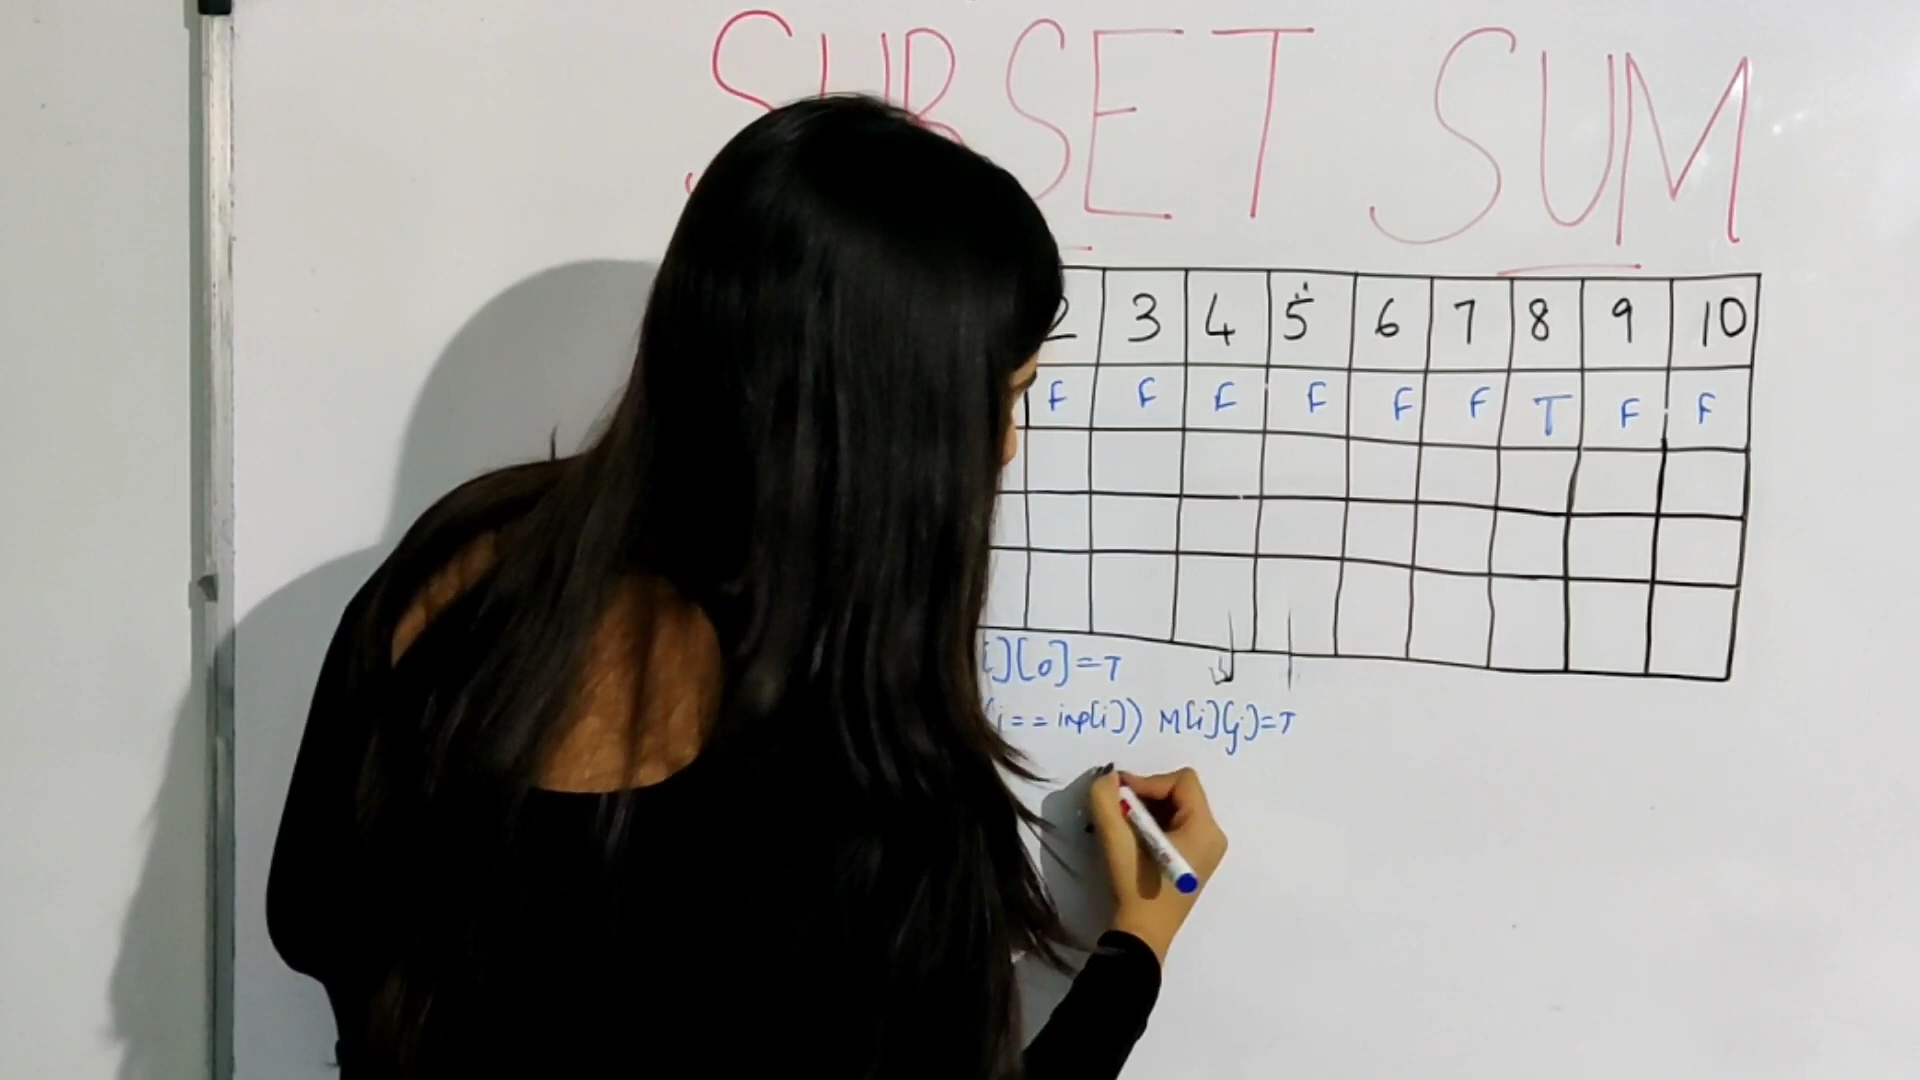 SUBSET SUM
2 3 4 5 6 7 8 9 10
F F F F F F T F F
][0]=T
j==inp[i]) M[i][j]=T